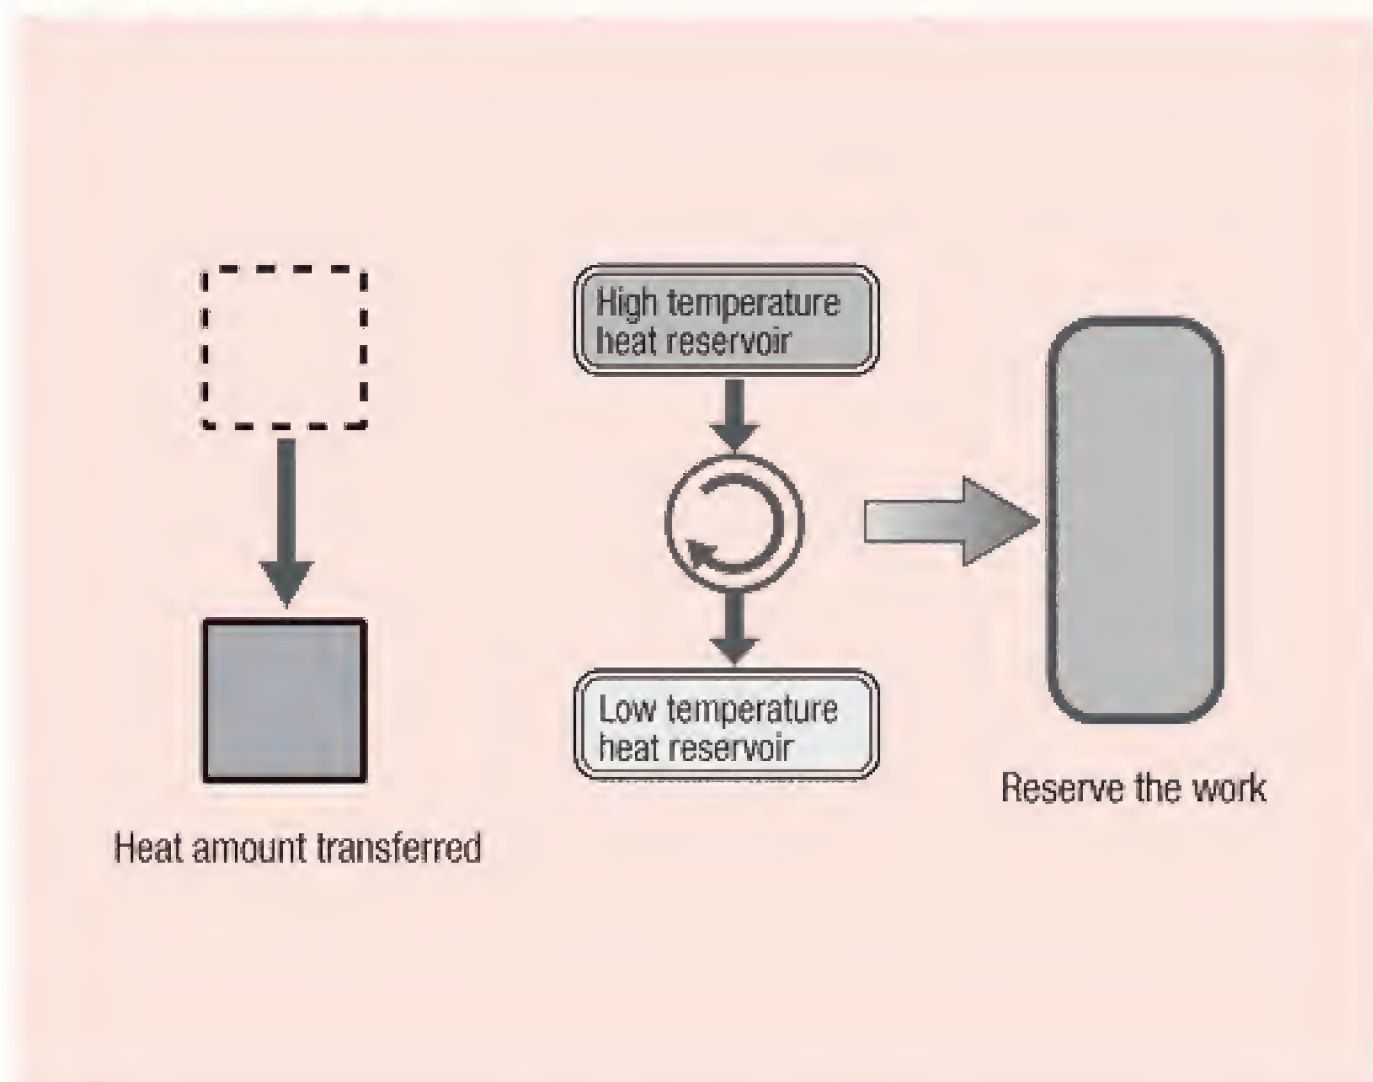 High temperature
heat reservoir
Low temperature
heat reservoir
Reserve the work
Heat amount transferred